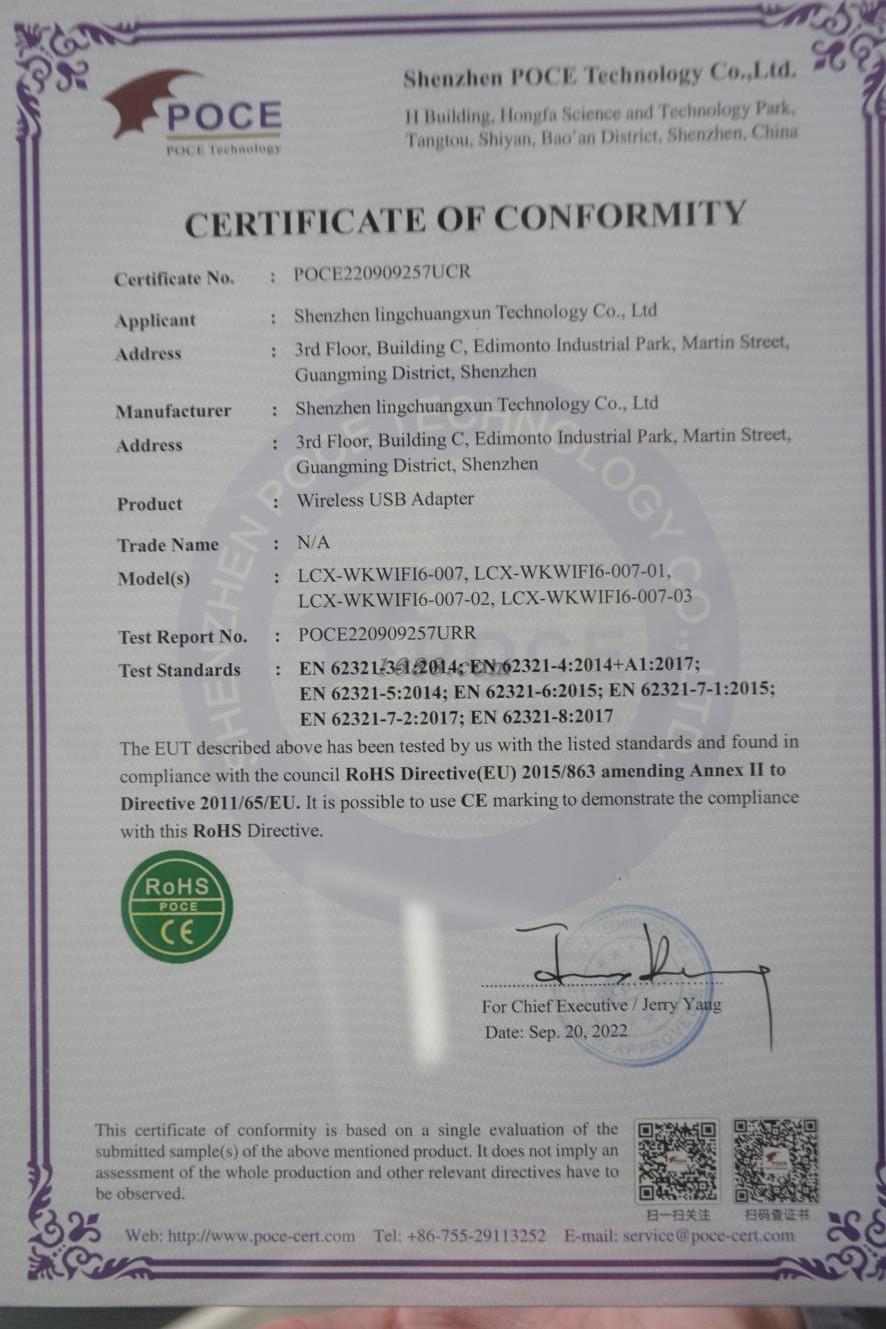 POCE
POCE Technology
Shenzhen POCE Technology Co.,Ltd.
H Building, Hongfa Science and Technology Park,
Tangtou, Shiyan, Bao'an District, Shenzhen, China
CERTIFICATE OF CONFORMITY
Certificate No. : POCE220909257UCR
Applicant : Shenzhen lingchuangxun Technology Co., Ltd
Address : 3rd Floor, Building C, Edimonto Industrial Park, Martin Street,
Guangming District, Shenzhen
Manufacturer : Shenzhen lingchuangxun Technology Co., Ltd
Address : 3rd Floor, Building C, Edimonto Industrial Park, Martin Street,
Guangming District, Shenzhen
Product : Wireless USB Adapter
Trade Name : N/A
Model(s) : LCX-WKWIFI6-007, LCX-WKWIFI6-007-01,
LCX-WKWIFI6-007-02, LCX-WKWIFI6-007-03
Test Report No. : POCE220909257URR
Test Standards : EN 62321-3-1:2014; EN 62321-4:2014+A1:2017;
EN 62321-5:2014; EN 62321-6:2015; EN 62321-7-1:2015;
EN 62321-7-2:2017; EN 62321-8:2017
The EUT described above has been tested by us with the listed standards and found in
compliance with the council RoHS Directive(EU) 2015/863 amending Annex II to
Directive 2011/65/EU. It is possible to use CE marking to demonstrate the compliance
with this RoHS Directive.
SHENZHEN POCE TECHNOLOGY CO., LTD
POCE
RoHS
POCE
CE
APPROVED
For Chief Executive / Jerry Yang
Date: Sep. 20, 2022
This certificate of conformity is based on a single evaluation of the
submitted sample(s) of the above mentioned product. It does not imply an
assessment of the whole production and other relevant directives have to
be observed.
扫一扫关注
扫码查证书
Web: http://www.poce-cert.com Tel: +86-755-29113252 E-mail: service@poce-cert.com